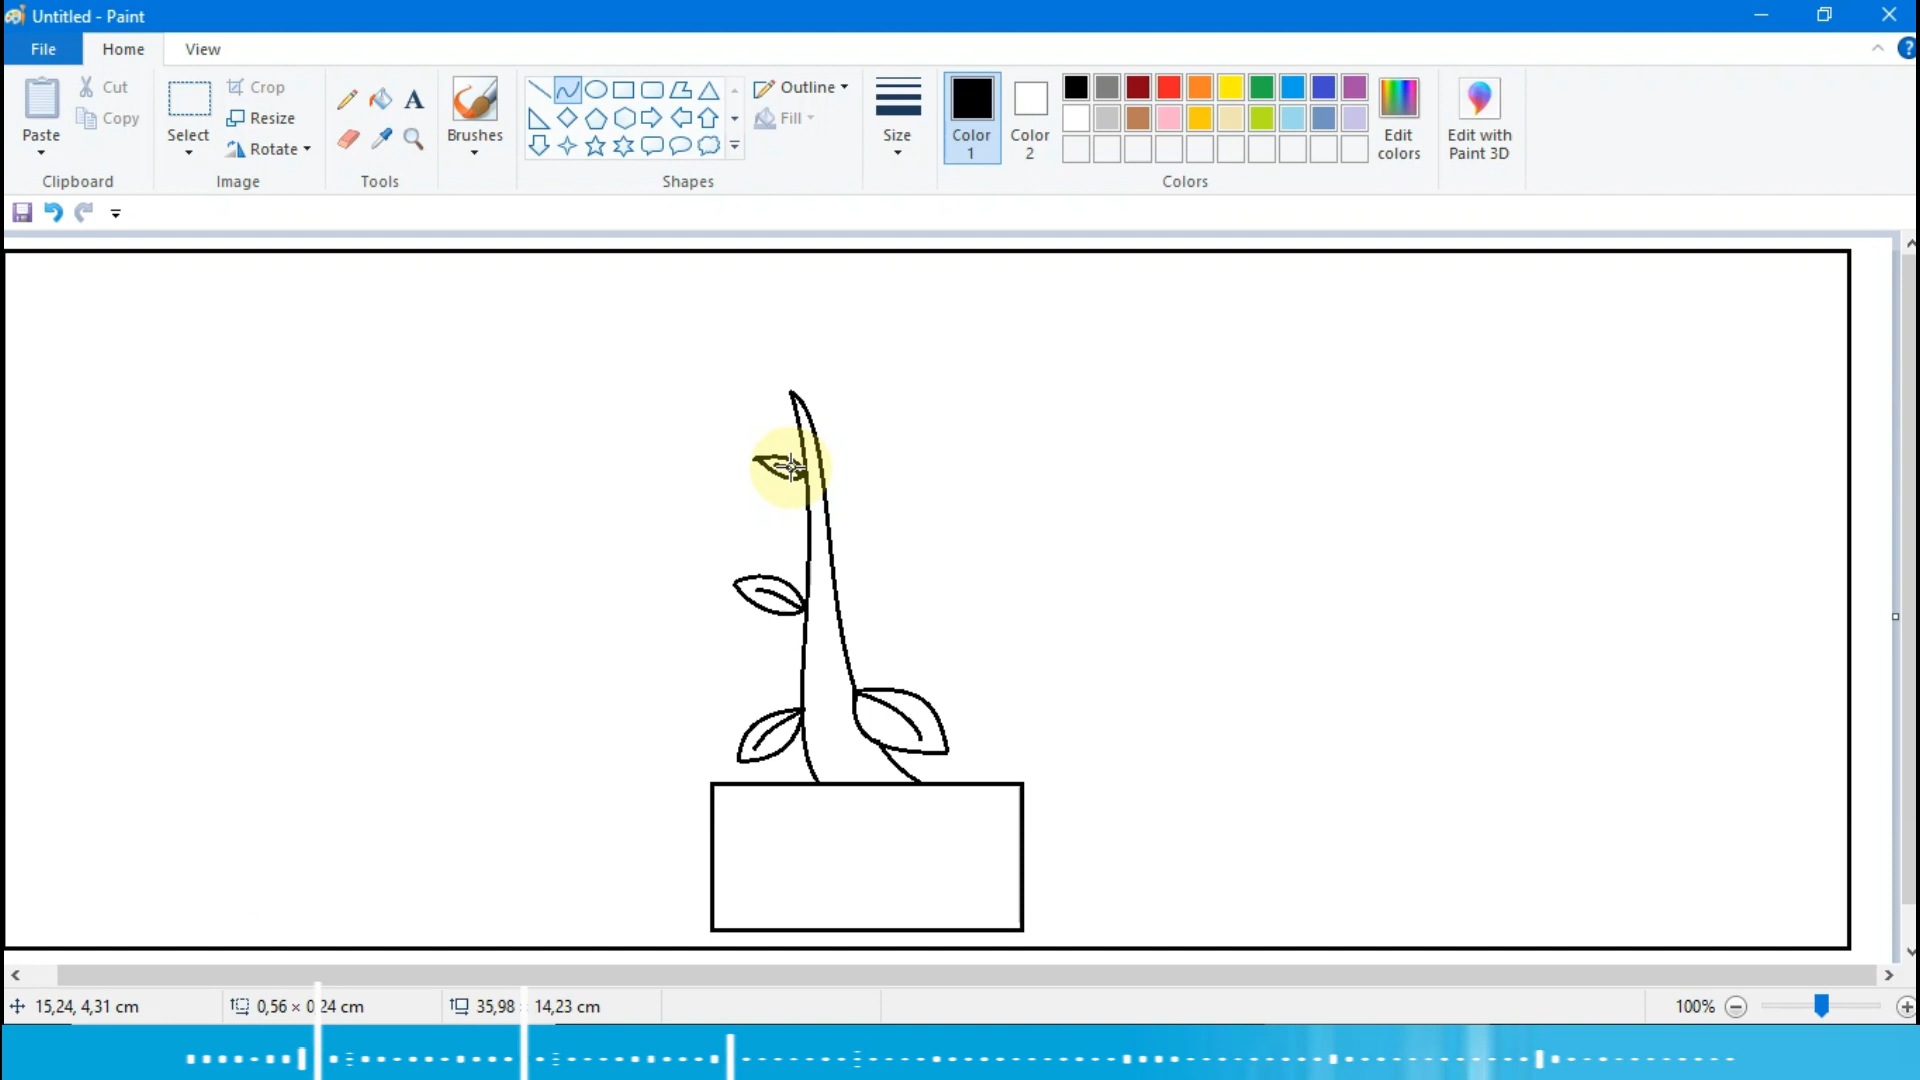 Untitled - Paint
File Home View
Paste Cut Copy Clipboard
Select Crop Resize Rotate Image
Tools
Brushes
Shapes Outline Fill
Size
Color 1 Color 2
Edit colors
Edit with Paint 3D
Colors
15,24, 4,31 cm 0,56 × 0,24 cm 35,98 14,23 cm 100%